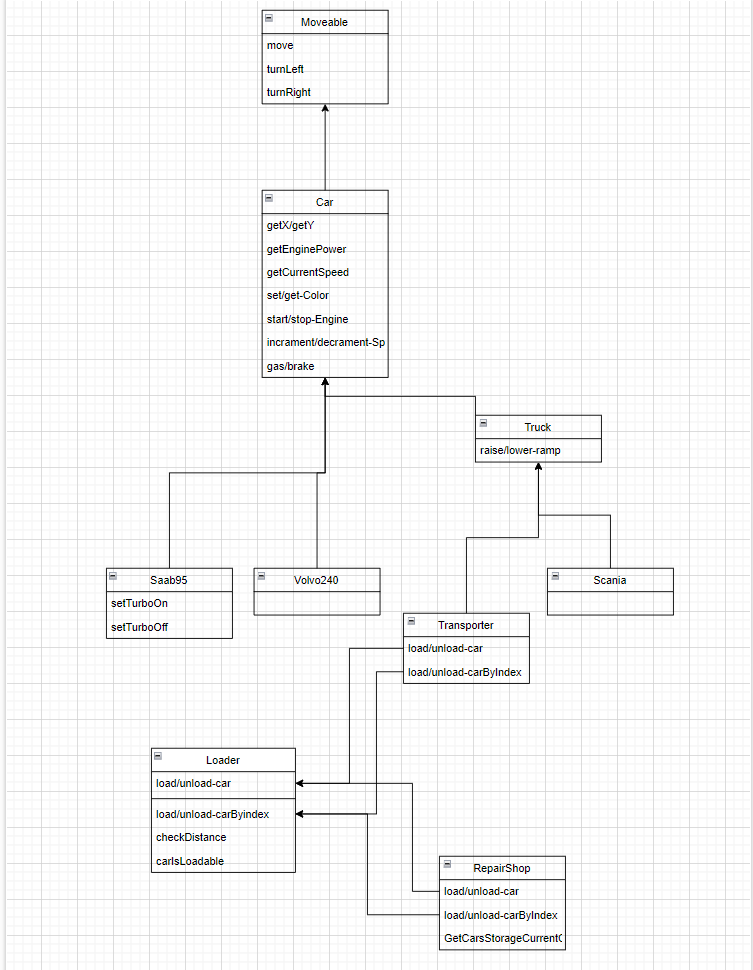 Moveable
move
turnLeft
turnRight
Car
getX/getY
getEnginePower
getCurrentSpeed
set/get-Color
start/stop-Engine
incrament/decrament-Sp
gas/brake
Truck
raise/lower-ramp
Saab95
setTurboOn
setTurboOff
Volvo240
Scania
Transporter
load/unload-car
load/unload-carByIndex
Loader
load/unload-car
load/unload-carByindex
checkDistance
carIsLoadable
RepairShop
load/unload-car
load/unload-carByIndex
GetCarsStorageCurrent